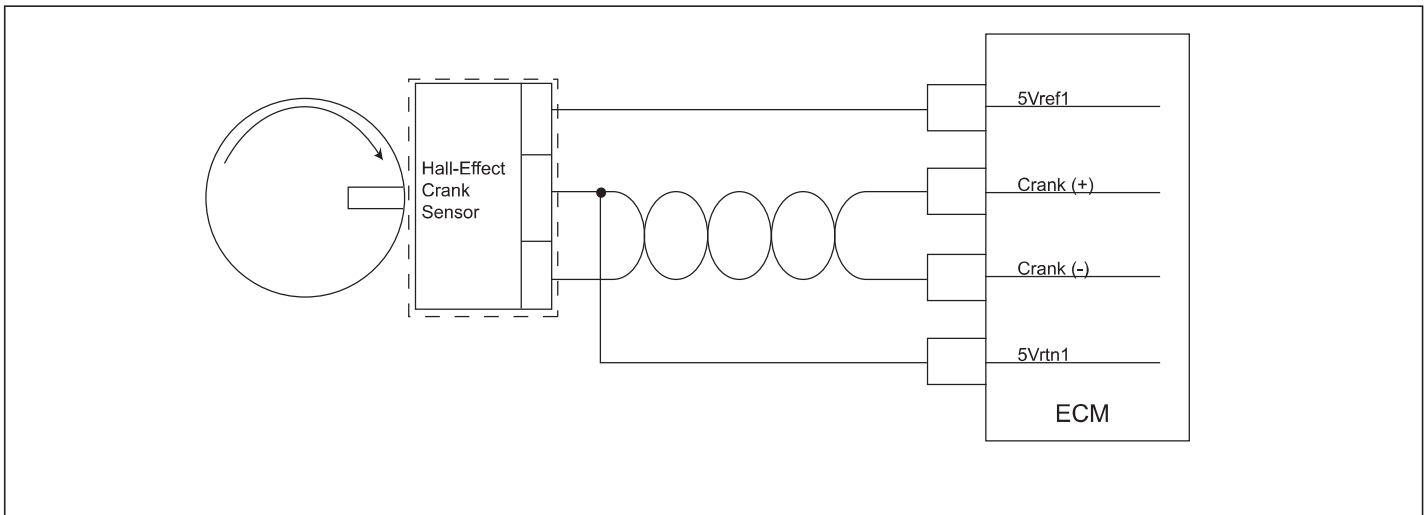 Hall-Effect
Crank
Sensor
5Vref1
Crank (+)
Crank (-)
5Vrtn1
ECM